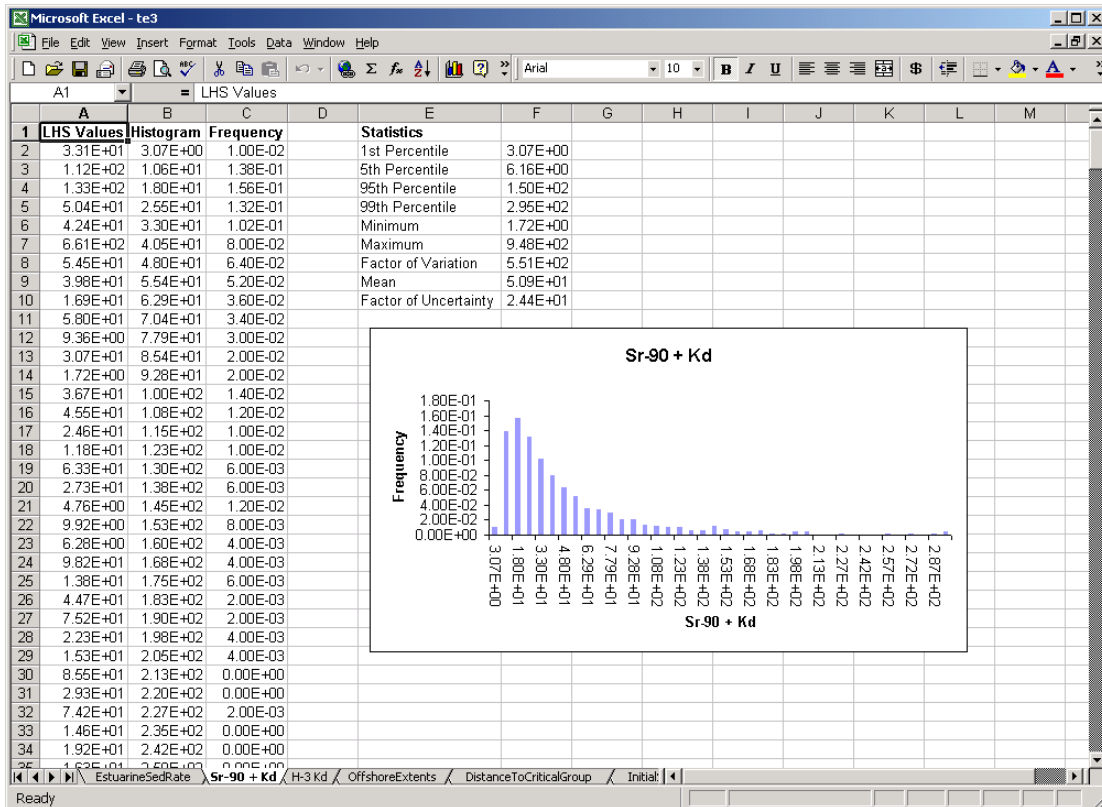 Microsoft Excel - te3
File Edit View Insert Format Tools Data Window Help
Arial 10 B I U $
A1 = LHS Values
A B C D E F G H I J K L M
1 LHS Values Histogram Frequency Statistics
2 3.31E+01 3.07E+00 1.00E-02 1st Percentile 3.07E+00
3 1.12E+02 1.06E+01 1.38E-01 5th Percentile 6.16E+00
4 1.33E+02 1.80E+01 1.56E-01 95th Percentile 1.50E+02
5 5.04E+01 2.55E+01 1.32E-01 99th Percentile 2.95E+02
6 4.24E+01 3.30E+01 1.02E-01 Minimum 1.72E+00
7 6.61E+02 4.05E+01 8.00E-02 Maximum 9.48E+02
8 5.45E+01 4.80E+01 6.40E-02 Factor of Variation 5.51E+02
9 3.98E+01 5.54E+01 5.20E-02 Mean 5.09E+01
10 1.69E+01 6.29E+01 3.60E-02 Factor of Uncertainty 2.44E+01
11 5.80E+01 7.04E+01 3.40E-02
12 9.36E+00 7.79E+01 3.00E-02
13 3.07E+01 8.54E+01 2.00E-02
14 1.72E+00 9.28E+01 2.00E-02
15 3.67E+01 1.00E+02 1.40E-02
16 4.55E+01 1.08E+02 1.20E-02
17 2.46E+01 1.15E+02 1.00E-02
18 1.18E+01 1.23E+02 1.00E-02
19 6.33E+01 1.30E+02 6.00E-03
20 2.73E+01 1.38E+02 6.00E-03
21 4.76E+00 1.45E+02 1.20E-02
22 9.92E+00 1.53E+02 8.00E-03
23 6.28E+00 1.60E+02 4.00E-03
24 9.82E+01 1.68E+02 4.00E-03
25 1.38E+01 1.75E+02 6.00E-03
26 4.47E+01 1.83E+02 2.00E-03
27 7.52E+01 1.90E+02 2.00E-03
28 2.23E+01 1.98E+02 4.00E-03
29 1.53E+01 2.05E+02 4.00E-03
30 8.55E+01 2.13E+02 0.00E+00
31 2.93E+01 2.20E+02 0.00E+00
32 7.42E+01 2.27E+02 2.00E-03
33 1.46E+01 2.35E+02 0.00E+00
34 1.92E+01 2.42E+02 0.00E+00
Sr-90 + Kd
1.80E-01
1.60E-01
1.40E-01
1.20E-01
1.00E-01
8.00E-02
6.00E-02
4.00E-02
2.00E-02
0.00E+00
Frequency
3.07E+00 1.80E+01 3.30E+01 4.80E+01 6.29E+01 7.79E+01 9.28E+01 1.08E+02 1.23E+02 1.38E+02 1.53E+02 1.68E+02 1.83E+02 1.98E+02 2.13E+02 2.27E+02 2.42E+02 2.57E+02 2.72E+02 2.87E+02
Sr-90 + Kd
EstuarineSedRate Sr-90 + Kd H-3 Kd OffshoreExtents DistanceToCriticalGroup
Ready